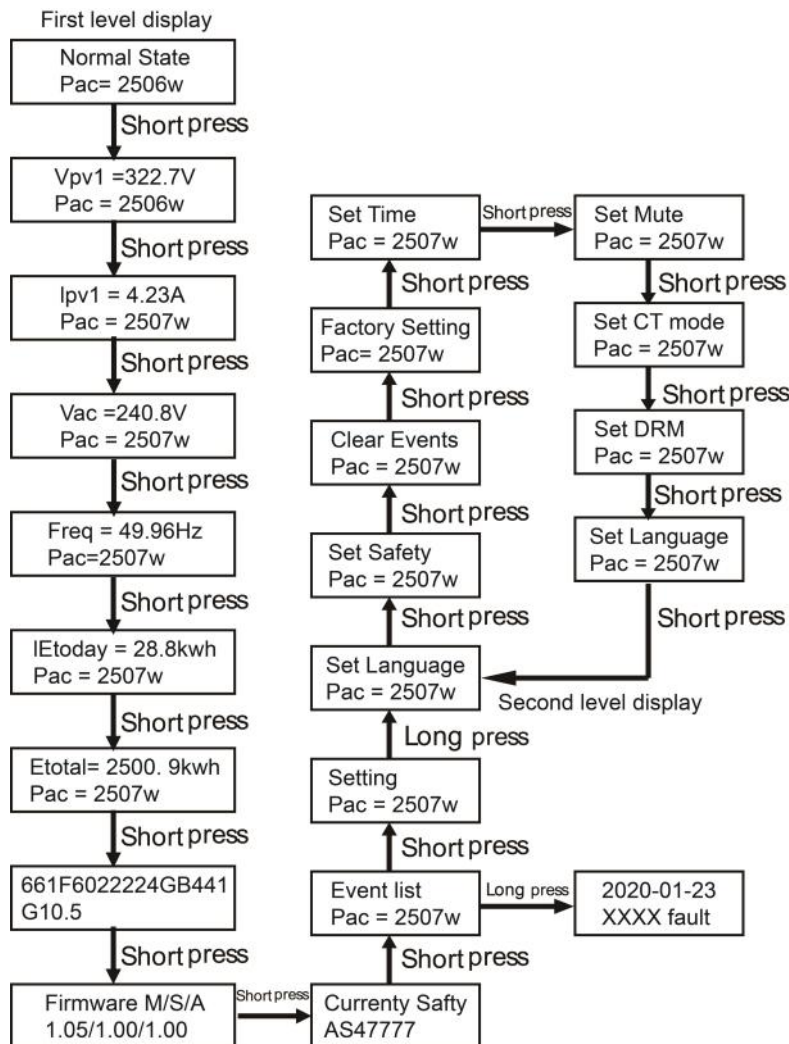 First level display
Normal State
Pac= 2506w
Short press
Vpv1 =322.7V
Pac = 2506w
Short press
Ipv1 = 4.23A
Pac = 2507w
Short press
Vac =240.8V
Pac = 2507w
Short press
Freq = 49.96Hz
Pac=2507w
Short press
IEtoday = 28.8kwh
Pac = 2507w
Short press
Etotal= 2500. 9kwh
Pac = 2507w
Short press
661F6022224GB441
G10.5
Short press
Firmware M/S/A
1.05/1.00/1.00
Short press
Currenty Safty
AS47777
Short press
Event list
Pac = 2507w
Long press
2020-01-23
XXXX fault
Short press
Setting
Pac = 2507w
Long press
Set Language
Pac = 2507w
Short press
Set Safety
Pac = 2507w
Short press
Clear Events
Pac = 2507w
Short press
Factory Setting
Pac= 2507w
Short press
Set Time
Pac = 2507w
Short press
Set Mute
Pac = 2507w
Short press
Set CT mode
Pac = 2507w
Short press
Set DRM
Pac = 2507w
Short press
Set Language
Pac = 2507w
Short press
Second level display